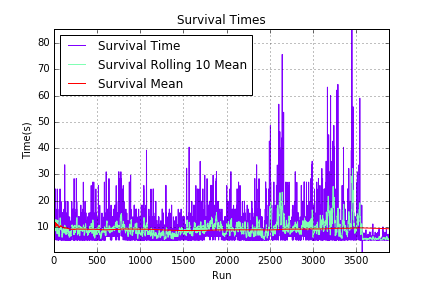 Survival Times
Survival Time
Survival Rolling 10 Mean
Survival Mean
Time(s)
80
70
60
50
40
30
20
10
0 500 1000 1500 2000 2500 3000 3500
Run